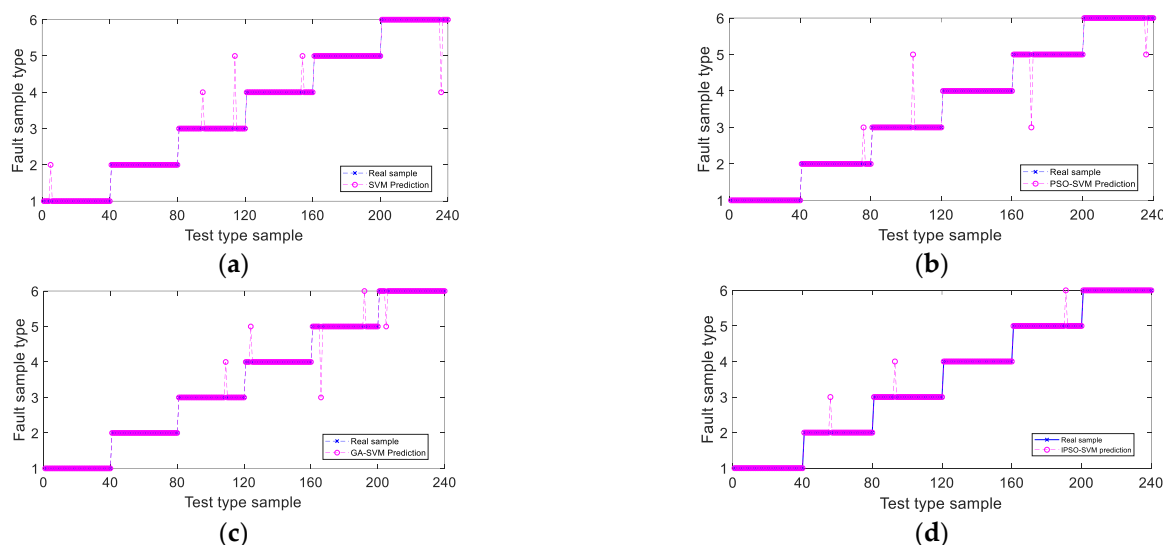 6
5
4
3
2
1
Fault sample type
Real sample
SVM Prediction
0 40 80 120 160 200 240
Test type sample
(a)
6
5
4
3
2
1
Fault sample type
Real sample
PSO-SVM Prediction
0 40 80 120 160 200 240
Test type sample
(b)
6
5
4
3
2
1
Fault sample type
Real sample
GA-SVM Prediction
0 40 80 120 160 200 240
Test type sample
(c)
6
5
4
3
2
1
Fault sample type
Real sample
IPSO-SVM prediction
0 40 80 120 160 200 240
Test type sample
(d)